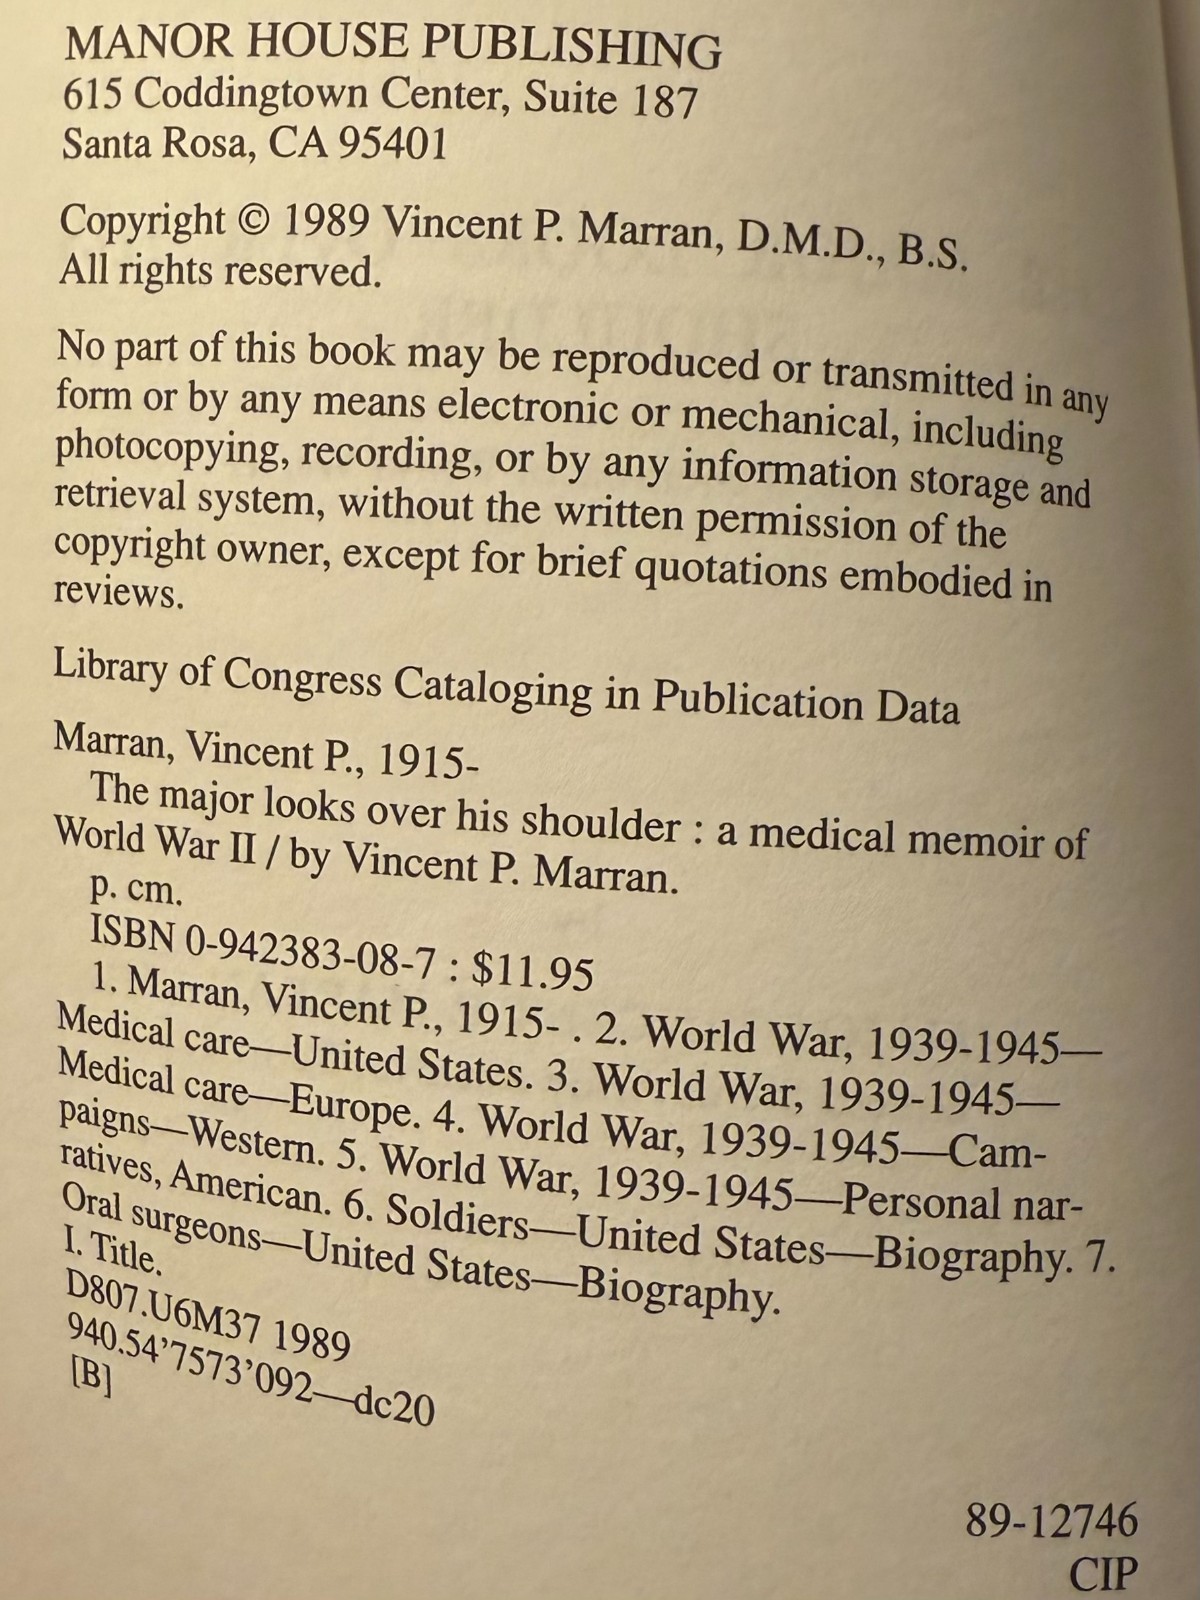 MANOR HOUSE PUBLISHING
615 Coddingtown Center, Suite 187
Santa Rosa, CA 95401
Copyright © 1989 Vincent P. Marran, D.M.D., B.S.
All rights reserved.
No part of this book may be reproduced or transmitted in any
form or by any means electronic or mechanical, including
photocopying, recording, or by any information storage and
retrieval system, without the written permission of the
copyright owner, except for brief quotations embodied in
reviews.
Library of Congress Cataloging in Publication Data
Marran, Vincent P., 1915-
The major looks over his shoulder : a medical memoir of
World War II / by Vincent P. Marran.
p. cm.
ISBN 0-942383-08-7 : $11.95
1. Marran, Vincent P., 1915- . 2. World War, 1939-1945—
Medical care—United States. 3. World War, 1939-1945—
Medical care—Europe. 4. World War, 1939-1945—Cam-
paigns—Western. 5. World War, 1939-1945—Personal nar-
ratives, American. 6. Soldiers—United States—Biography. 7.
Oral surgeons—United States—Biography.
I. Title.
D807.U6M37 1989
940.54’7573’092—dc20
[B]
89-12746
CIP